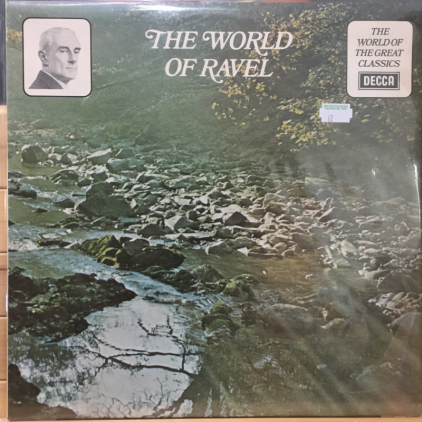 THE WORLD
OF RAVEL
THE
WORLD OF
THE GREAT
CLASSICS
DECCA